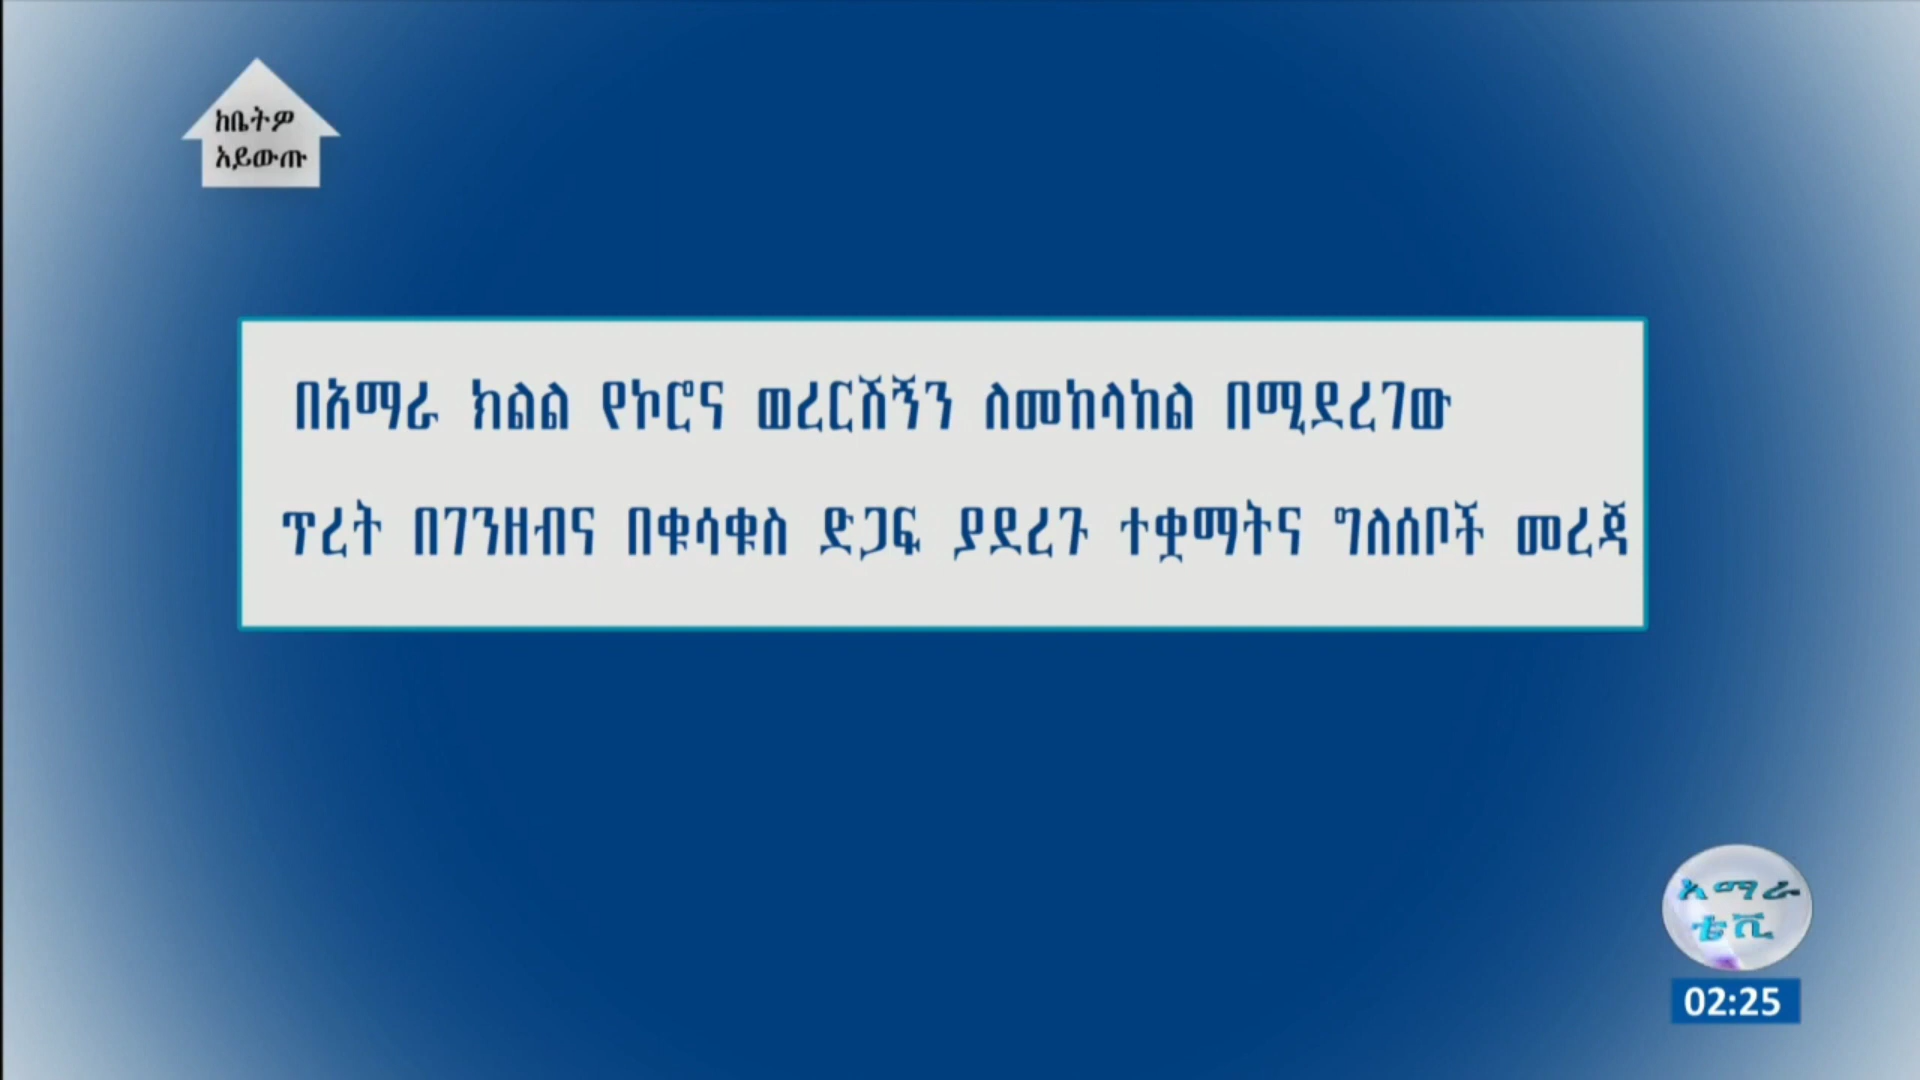 ከቤትዎ
አይውጡ
በአማራ ክልል የኮሮና ወረርሽኝን ለመከላከል በሚደረገው
ጥረት በገንዘብና በቁሳቁስ ድጋፍ ያደረጉ ተቋማትና ግለሰቦች መረጃ
አማራ
ቴቪ
02:25